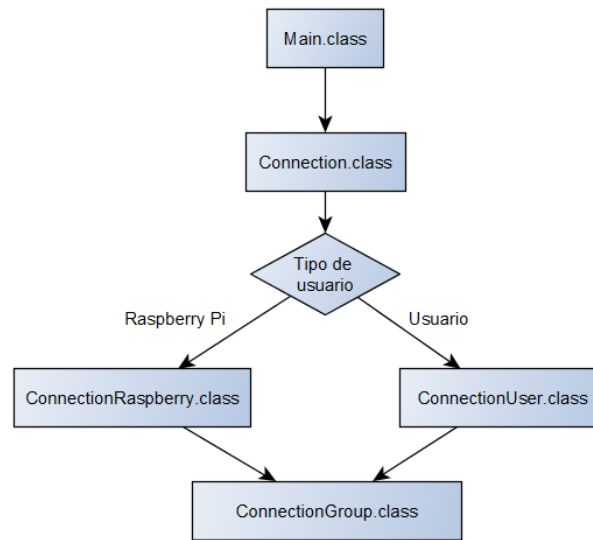 Main.class
Connection.class
Tipo de
usuario
Raspberry Pi
Usuario
ConnectionRaspberry.class
ConnectionUser.class
ConnectionGroup.class